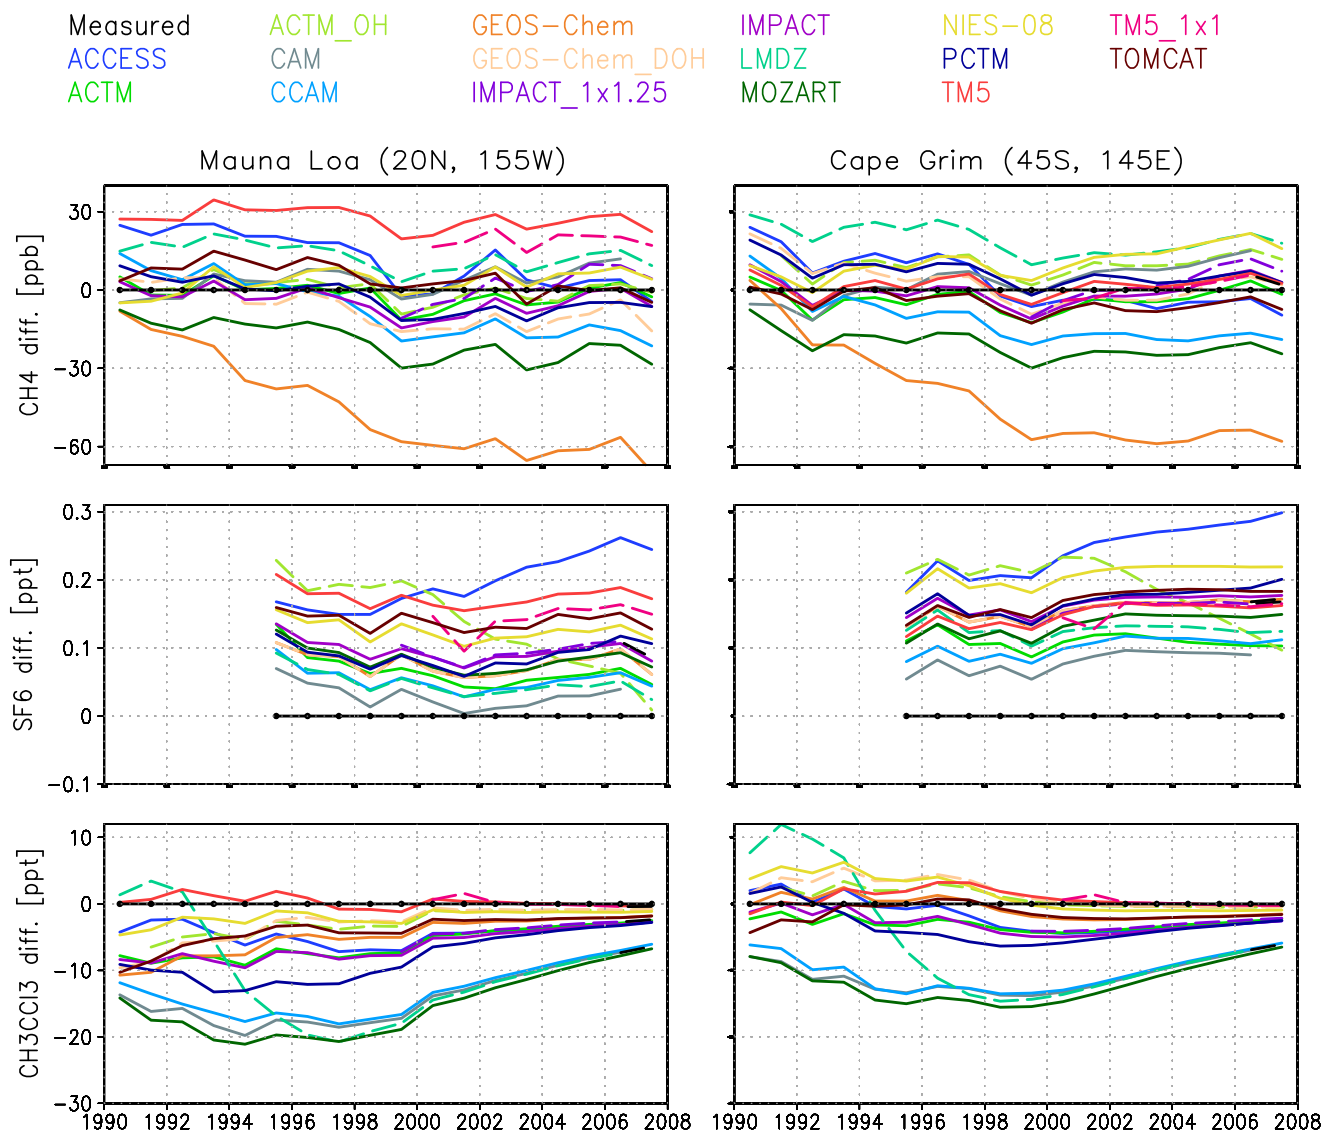 Measured ACTM_OH GEOS-Chem IMPACT NIES-08 TM5_1x1
ACCESS CAM GEOS-Chem_DOH LMDZ PCTM TOMCAT
ACTM CCAM IMPACT_1x1.25 MOZART TM5
Mauna Loa (20N, 155W) Cape Grim (45S, 145E)
CH4 diff. [ppb]
30
0
-30
-60
SF6 diff. [ppt]
0.3
0.2
0.1
0
-0.1
CH3CCl3 diff. [ppt]
10
0
-10
-20
-30
1990 1992 1994 1996 1998 2000 2002 2004 2006 2008 1990 1992 1994 1996 1998 2000 2002 2004 2006 2008